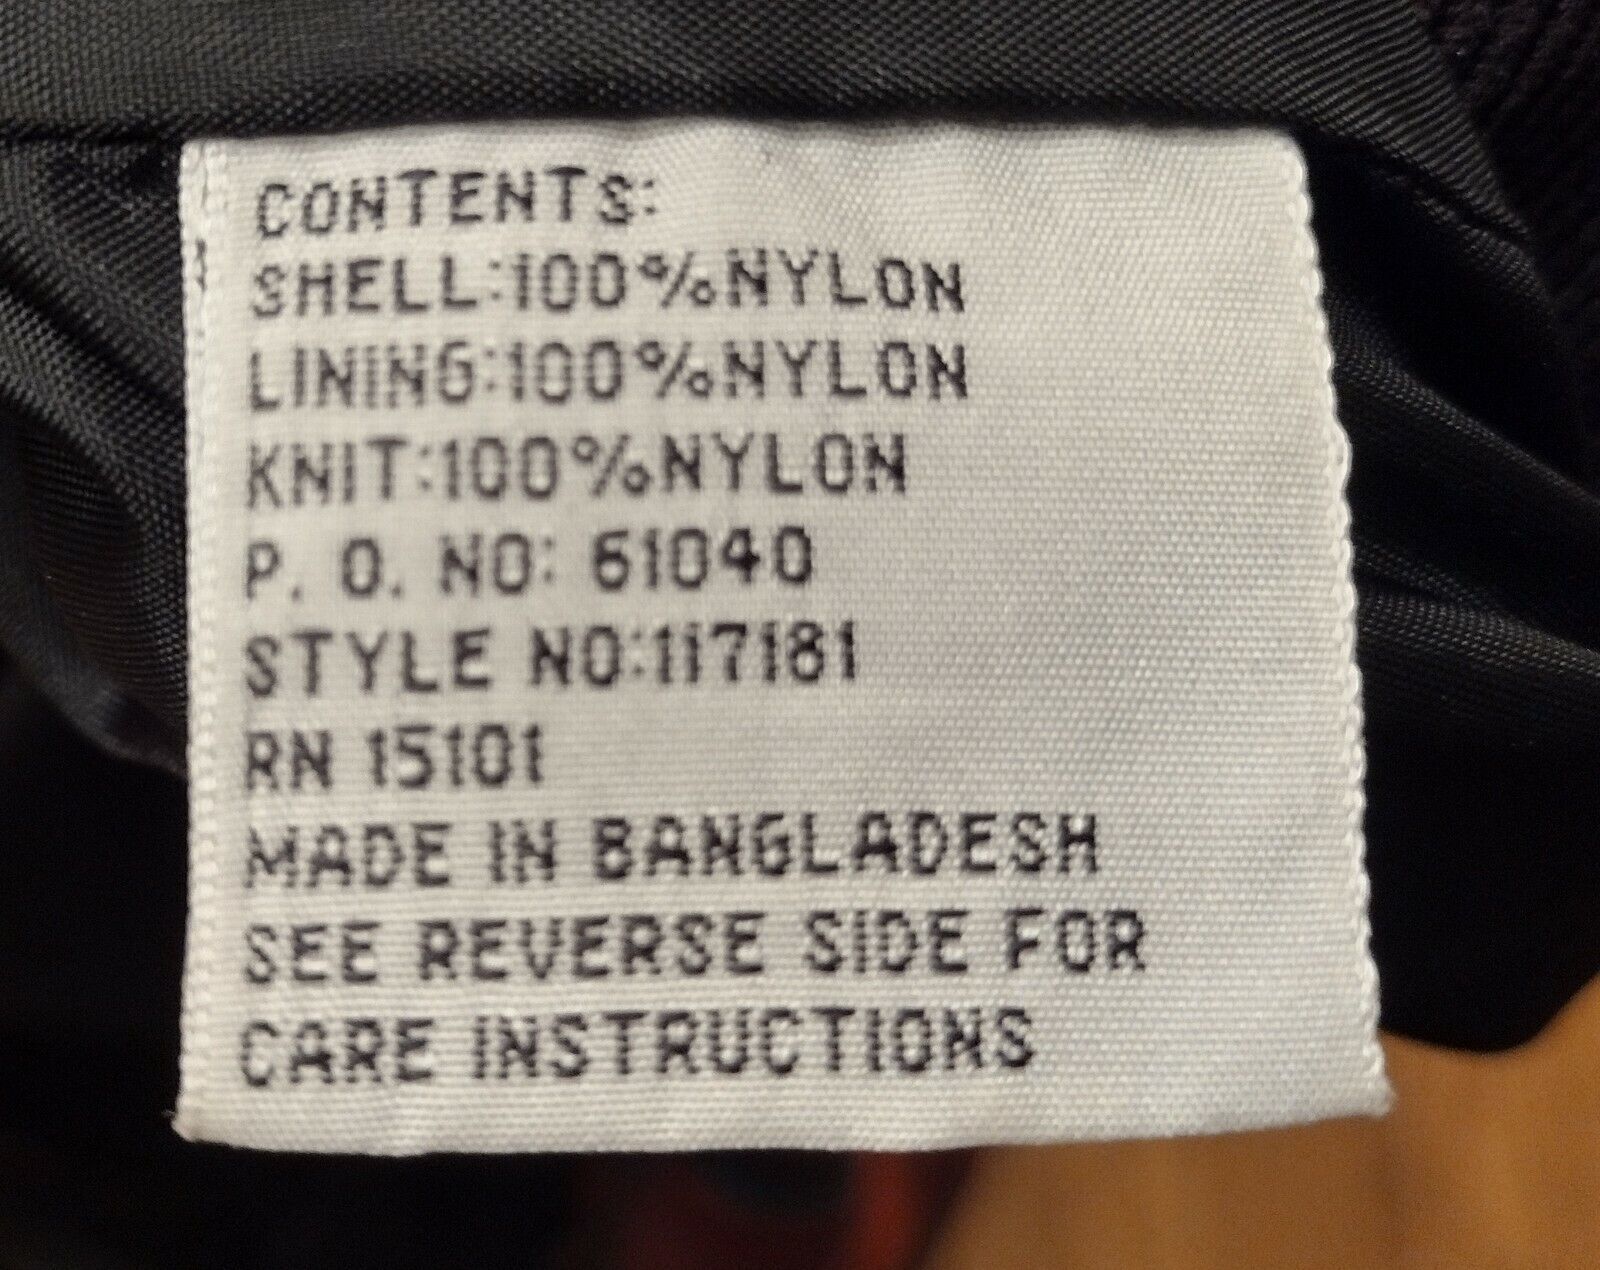 CONTENTS:
SHELL:100%NYLON
LINING:100%NYLON
KNIT:100%NYLON
P. O. NO: 61040
STYLE NO:117181
RN 15101
MADE IN BANGLADESH
SEE REVERSE SIDE FOR
CARE INSTRUCTIONS